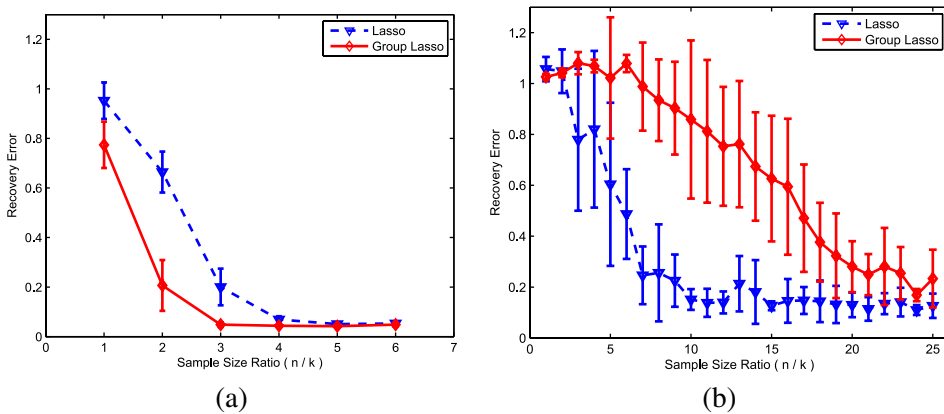 Lasso
Group Lasso
Recovery Error
1.2
1
0.8
0.6
0.4
0.2
0
0 1 2 3 4 5 6 7
Sample Size Ratio ( n / k )
(a)
Lasso
Group Lasso
Recovery Error
1.2
1
0.8
0.6
0.4
0.2
0
0 5 10 15 20 25
Sample Size Ratio ( n / k )
(b)